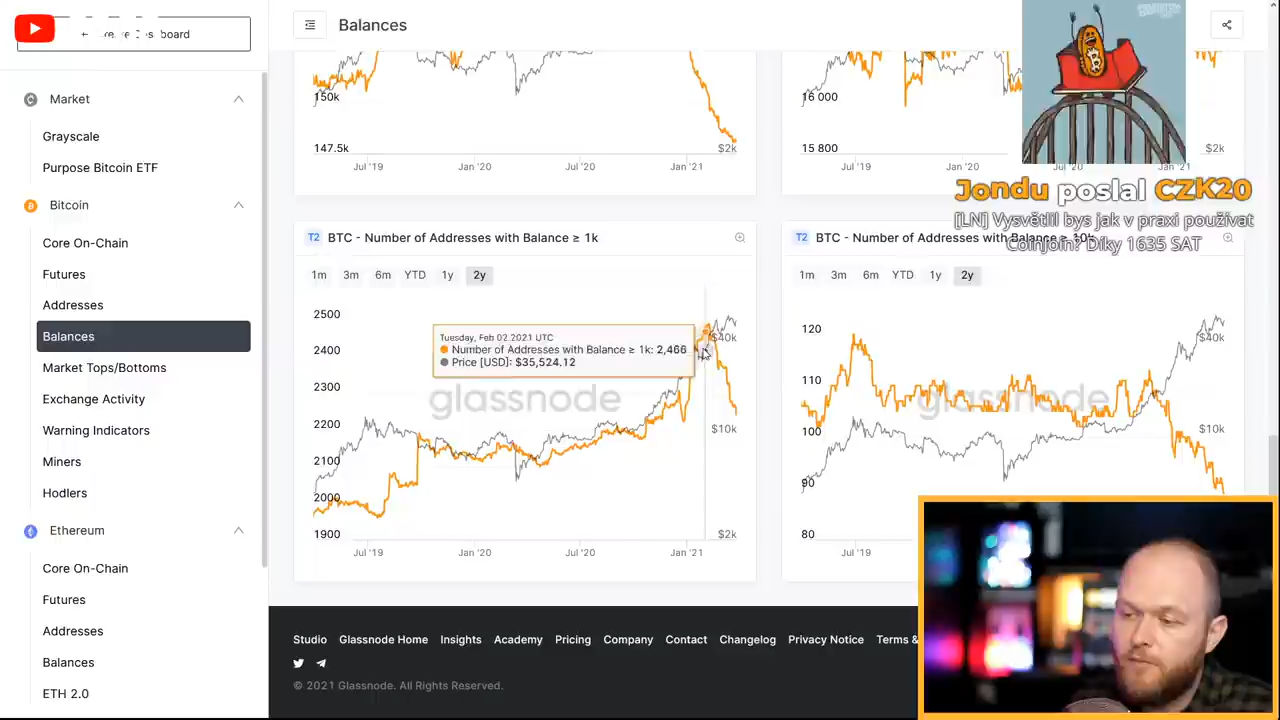 board
Balances
Market
Grayscale
Purpose Bitcoin ETF
Bitcoin
Core On-Chain
Futures
Addresses
Balances
Market Tops/Bottoms
Exchange Activity
Warning Indicators
Miners
Hodlers
Ethereum
Core On-Chain
Futures
Addresses
Balances
ETH 2.0
150k
147.5k
$2k
Jul '19
Jan '20
Jul '20
Jan '21
16 000
15 800
$2k
Jul '19
Jan '20
Jul '20
Jan '21
Jondu poslal CZK20
[LN] Vysvětlil bys jak v praxi používat
Coinjoin? Díky 1635 SAT
T2 BTC - Number of Addresses with Balance ≥ 1k
1m 3m 6m YTD 1y 2y
2500
2400
2300
2200
2100
2000
1900
$40k
$10k
$2k
Tuesday, Feb 02 2021 UTC
Number of Addresses with Balance ≥ 1k: 2,466
Price [USD]: $35,524.12
glassnode
Jul '19
Jan '20
Jul '20
Jan '21
T2 BTC - Number of Addresses with Balance ≥ 10k
1m 3m 6m YTD 1y 2y
120
110
100
90
80
$40k
$10k
glassnode
Jul '19
Studio Glassnode Home Insights Academy Pricing Company Contact Changelog Privacy Notice Terms &
© 2021 Glassnode. All Rights Reserved.